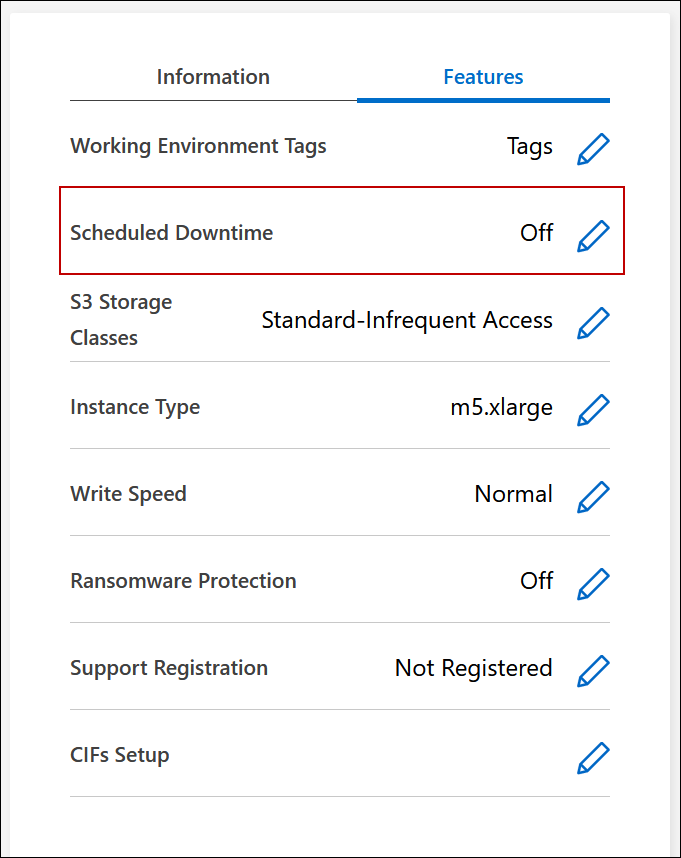 Information Features
Working Environment Tags Tags
Scheduled Downtime Off
S3 Storage
Classes Standard-Infrequent Access
Instance Type m5.xlarge
Write Speed Normal
Ransomware Protection Off
Support Registration Not Registered
CIFs Setup